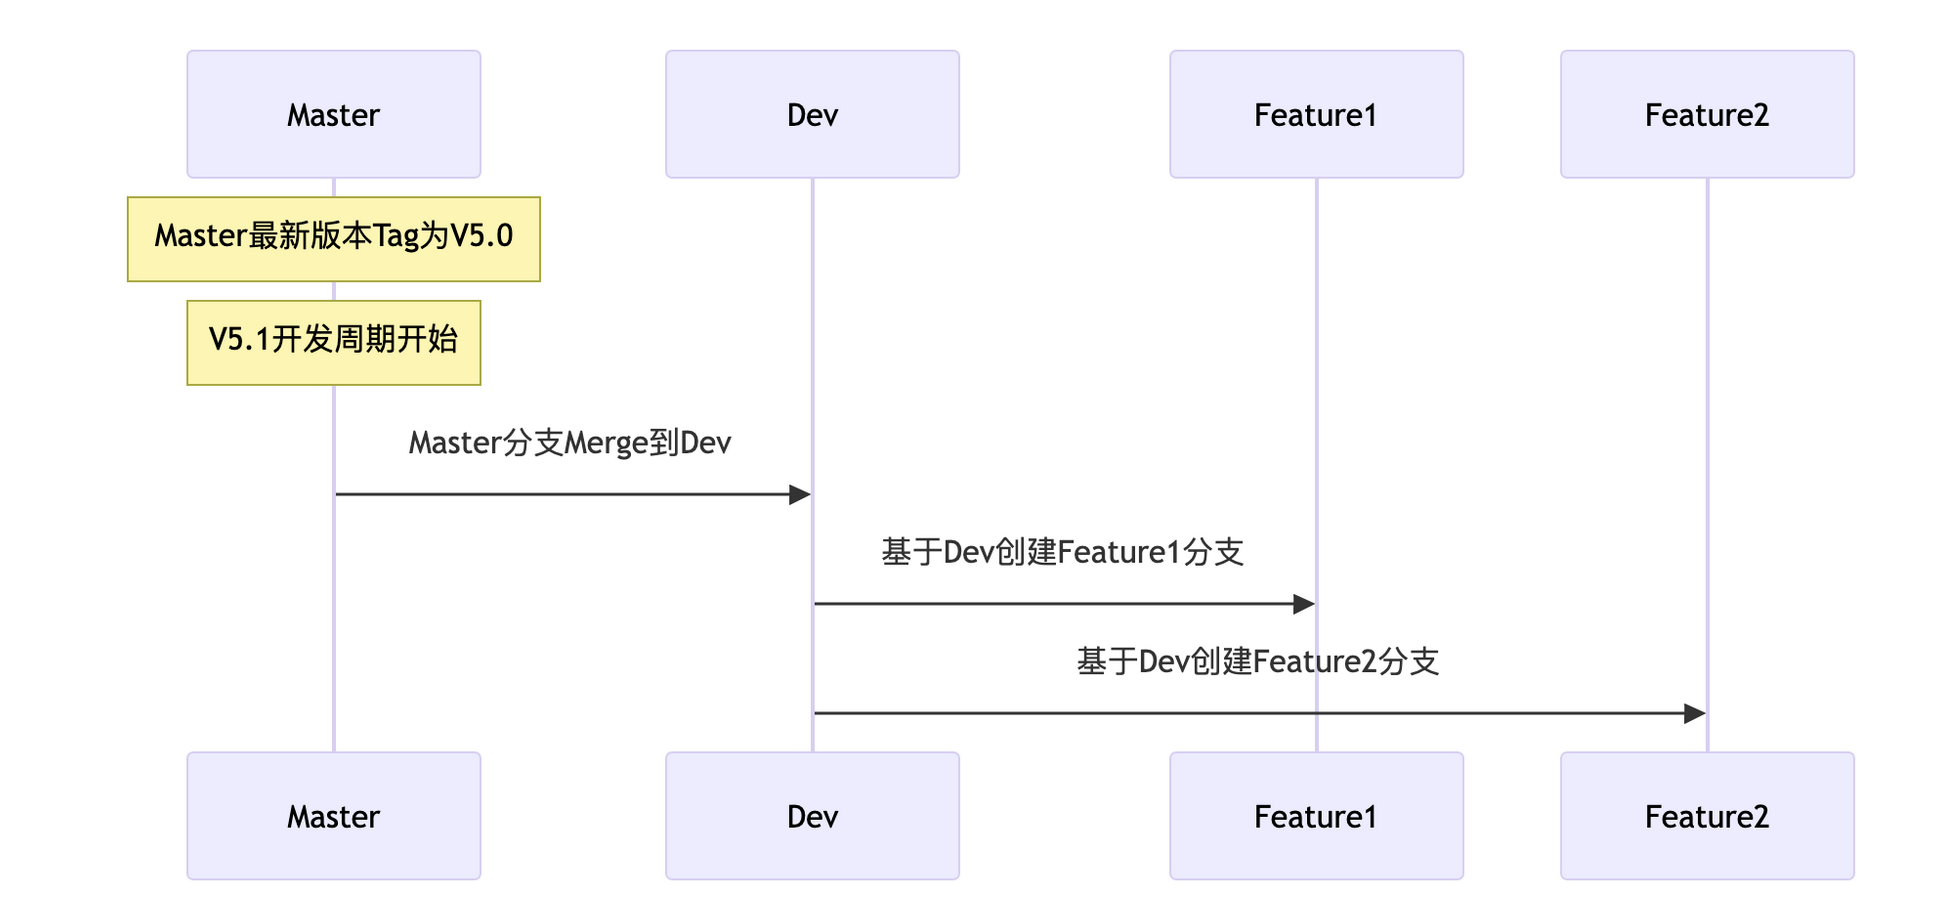 Master
Dev
Feature1
Feature2
Master最新版本Tag为V5.0
V5.1开发周期开始
Master分支Merge到Dev
基于Dev创建Feature1分支
基于Dev创建Feature2分支
Master
Dev
Feature1
Feature2